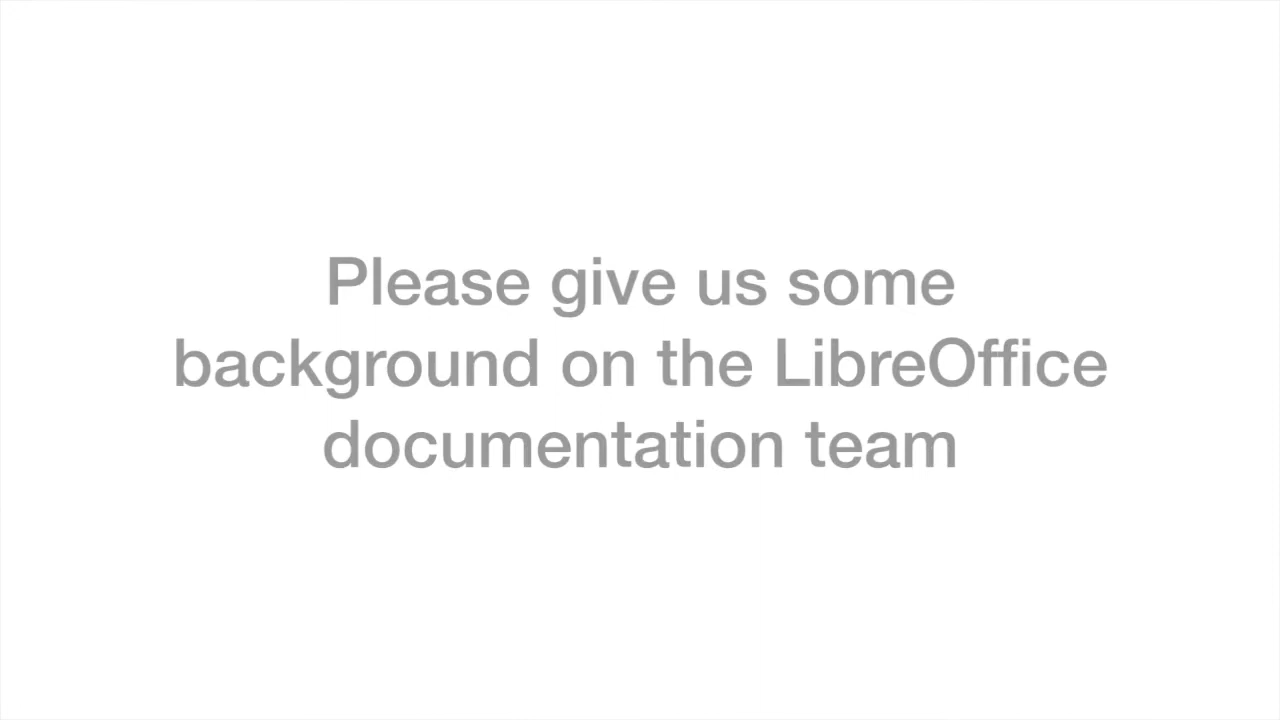 Please give us some
background on the LibreOffice
documentation team